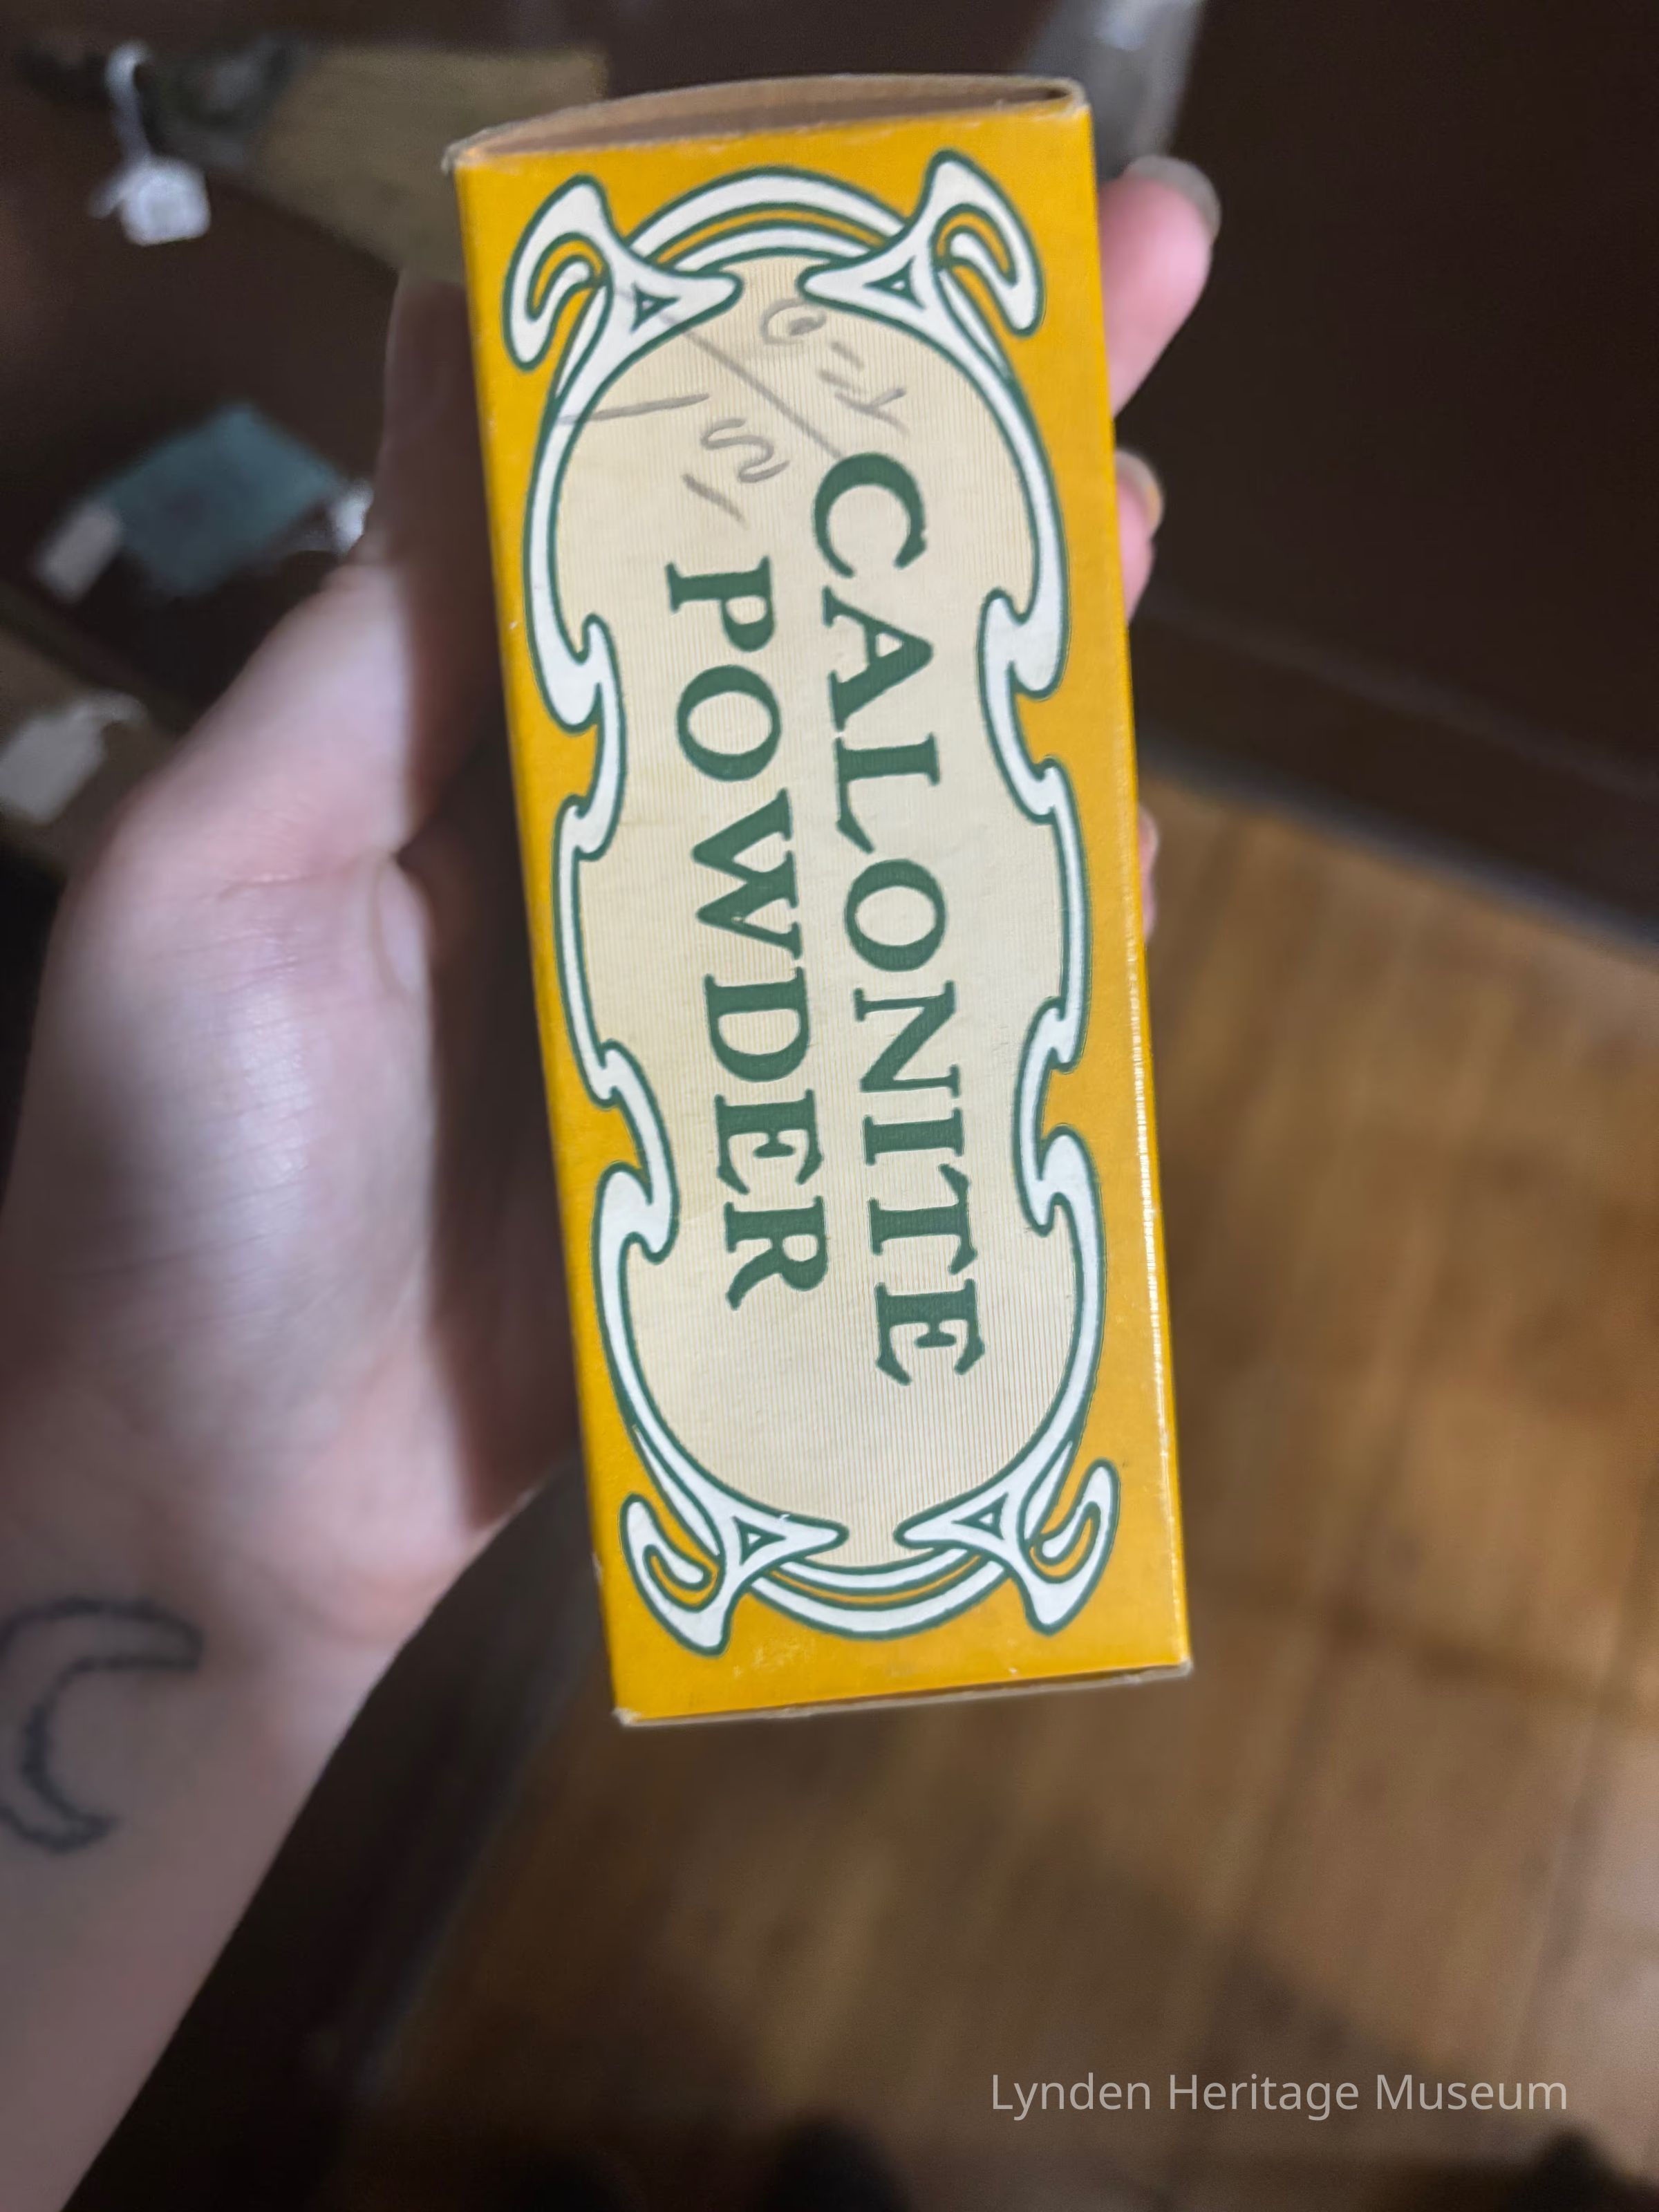 CALONITE
POWDER
Lynden Heritage Museum